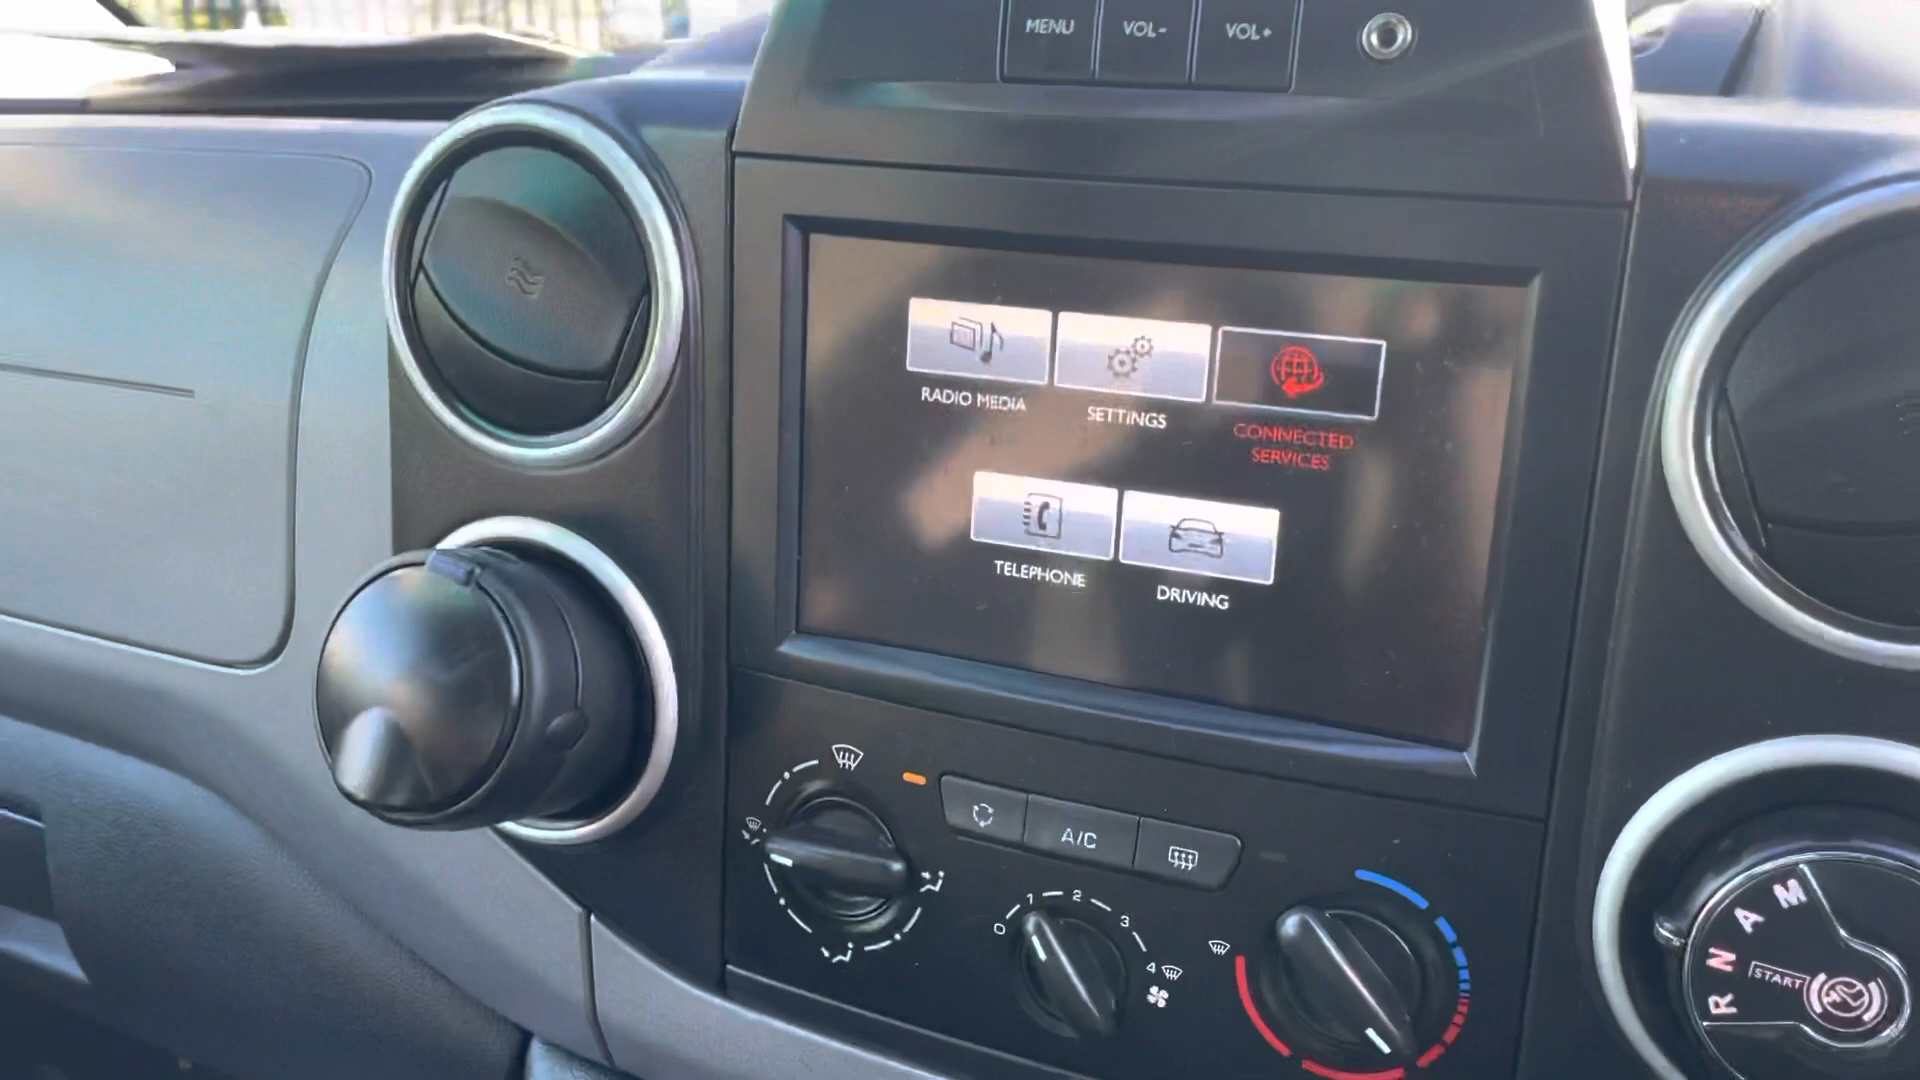 MENU VOL- VOL+
RADIO MEDIA
SETTINGS
CONNECTED
SERVICES
TELEPHONE
DRIVING
A/C
0 1 2 3 4
R N A M
START